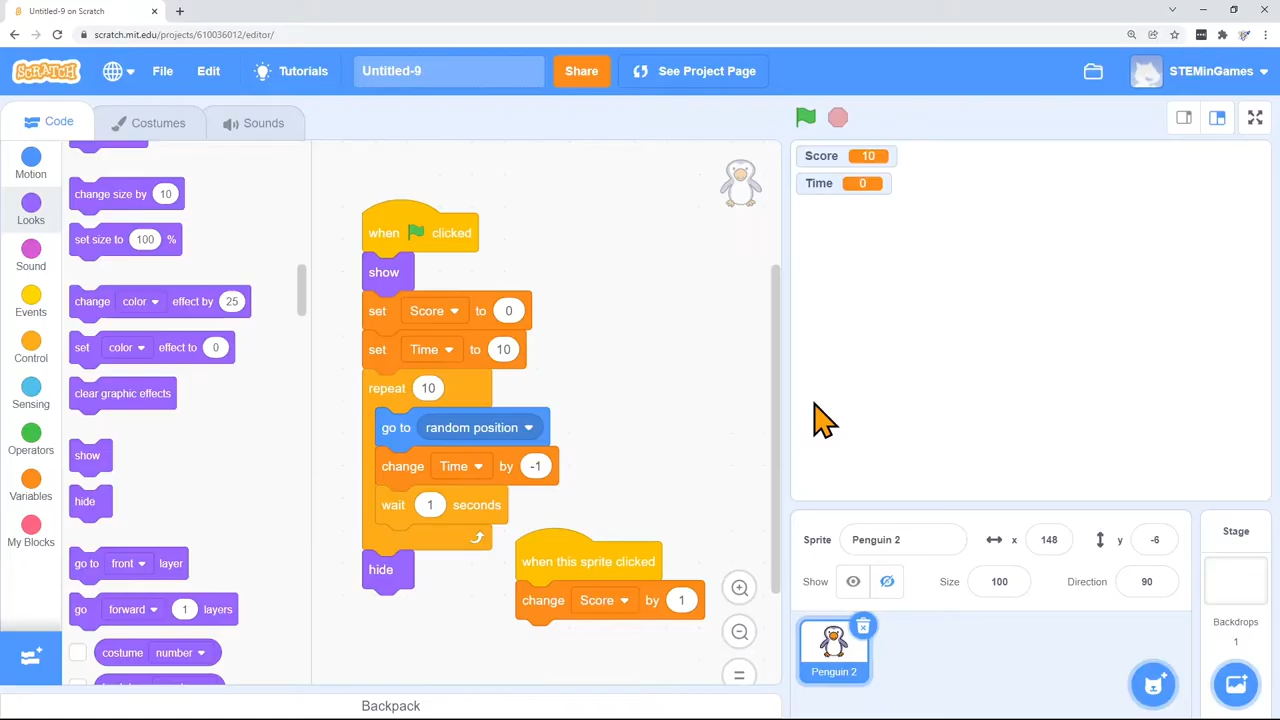 Untitled-9 on Scratch
scratch.mit.edu/projects/610036012/editor/
SCRATCH File Edit Tutorials Untitled-9 Share See Project Page STEMinGames
Code Costumes Sounds
Motion
Looks
Sound
Events
Control
Sensing
Operators
Variables
My Blocks
change size by 10
set size to 100 %
change color effect by 25
set color effect to 0
clear graphic effects
show
hide
go to front layer
go forward 1 layers
costume number
when clicked
show
set Score to 0
set Time to 10
repeat 10
go to random position
change Time by -1
wait 1 seconds
hide
when this sprite clicked
change Score by 1
Score 10
Time 0
Sprite Penguin 2 x 148 y -6
Show Size 100 Direction 90
Penguin 2
Stage
Backdrops
1
Backpack